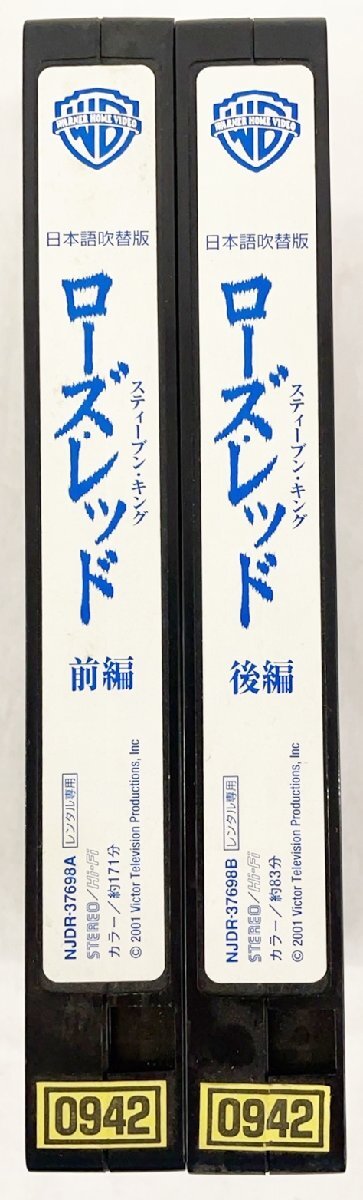 WARNER HOME VIDEO
日本語吹替版
スティーブン・キング
ローズ・レッド
前編
NJDR-37698A レンタル専用
STEREO/Hi-Fi
カラー/約171分
© 2001 Victor Television Productions, Inc
0942
WARNER HOME VIDEO
日本語吹替版
スティーブン・キング
ローズ・レッド
後編
NJDR-37698B レンタル専用
STEREO/Hi-Fi
カラー/約83分
© 2001 Victor Television Productions, Inc
0942